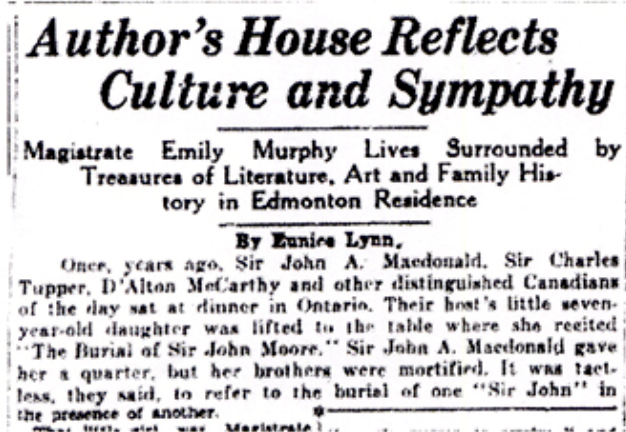 Author's House Reflects
Culture and Sympathy
Magistrate Emily Murphy Lives Surrounded by
Treasures of Literature, Art and Family His-
tory in Edmonton Residence
By Eunice Lynn.
Once, years ago, Sir John A. Macdonald, Sir Charles
Tupper, D'Alton McCarthy and other distinguished Canadians
of the day sat at dinner in Ontario. Their host's little seven-
year-old daughter was lifted to the table where she recited
"The Burial of Sir John Moore." Sir John A. Macdonald gave
her a quarter, but her brothers were mortified. It was tact-
less, they said, to refer to the burial of one "Sir John" in
the presence of another.
That little girl was Magistrate